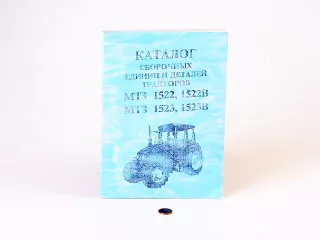 КАТАЛОГ
СБОРОЧНЫХ
ЕДИНИЦ И ДЕТАЛЕЙ
ТРАКТОРОВ
МТЗ 1522, 1522В
МТЗ 1523, 1523В